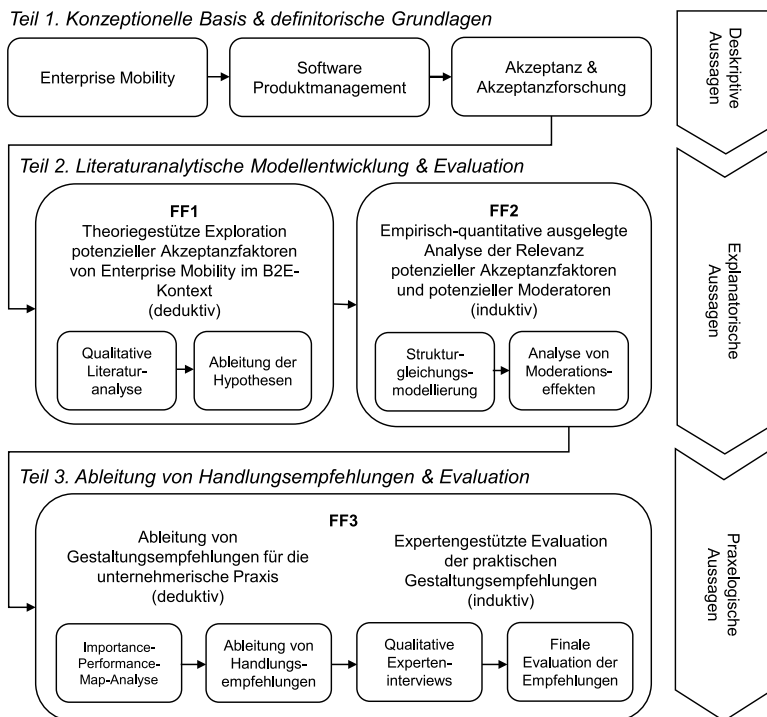 Teil 1. Konzeptionelle Basis & definitorische Grundlagen
Enterprise Mobility
Software
Produktmanagement
Akzeptanz &
Akzeptanzforschung
Deskriptive
Aussagen
Teil 2. Literaturanalytische Modellentwicklung & Evaluation
FF1
Theoriegestütze Exploration
potenzieller Akzeptanzfaktoren
von Enterprise Mobility im B2E-
Kontext
(deduktiv)
Qualitative
Literatur-
analyse
Ableitung der
Hypothesen
FF2
Empirisch-quantitative ausgelegte
Analyse der Relevanz
potenzieller Akzeptanzfaktoren
und potenzieller Moderatoren
(induktiv)
Struktur-
gleichungs-
modellierung
Analyse von
Moderations-
effekten
Explanatorische
Aussagen
Teil 3. Ableitung von Handlungsempfehlungen & Evaluation
FF3
Ableitung von
Gestaltungsempfehlungen für die
unternehmerische Praxis
(deduktiv)
Expertengestützte Evaluation
der praktischen
Gestaltungsempfehlungen
(induktiv)
Importance-
Performance-
Map-Analyse
Ableitung von
Handlungs-
empfehlungen
Qualitative
Experten-
interviews
Finale
Evaluation der
Empfehlungen
Praxelogische
Aussagen